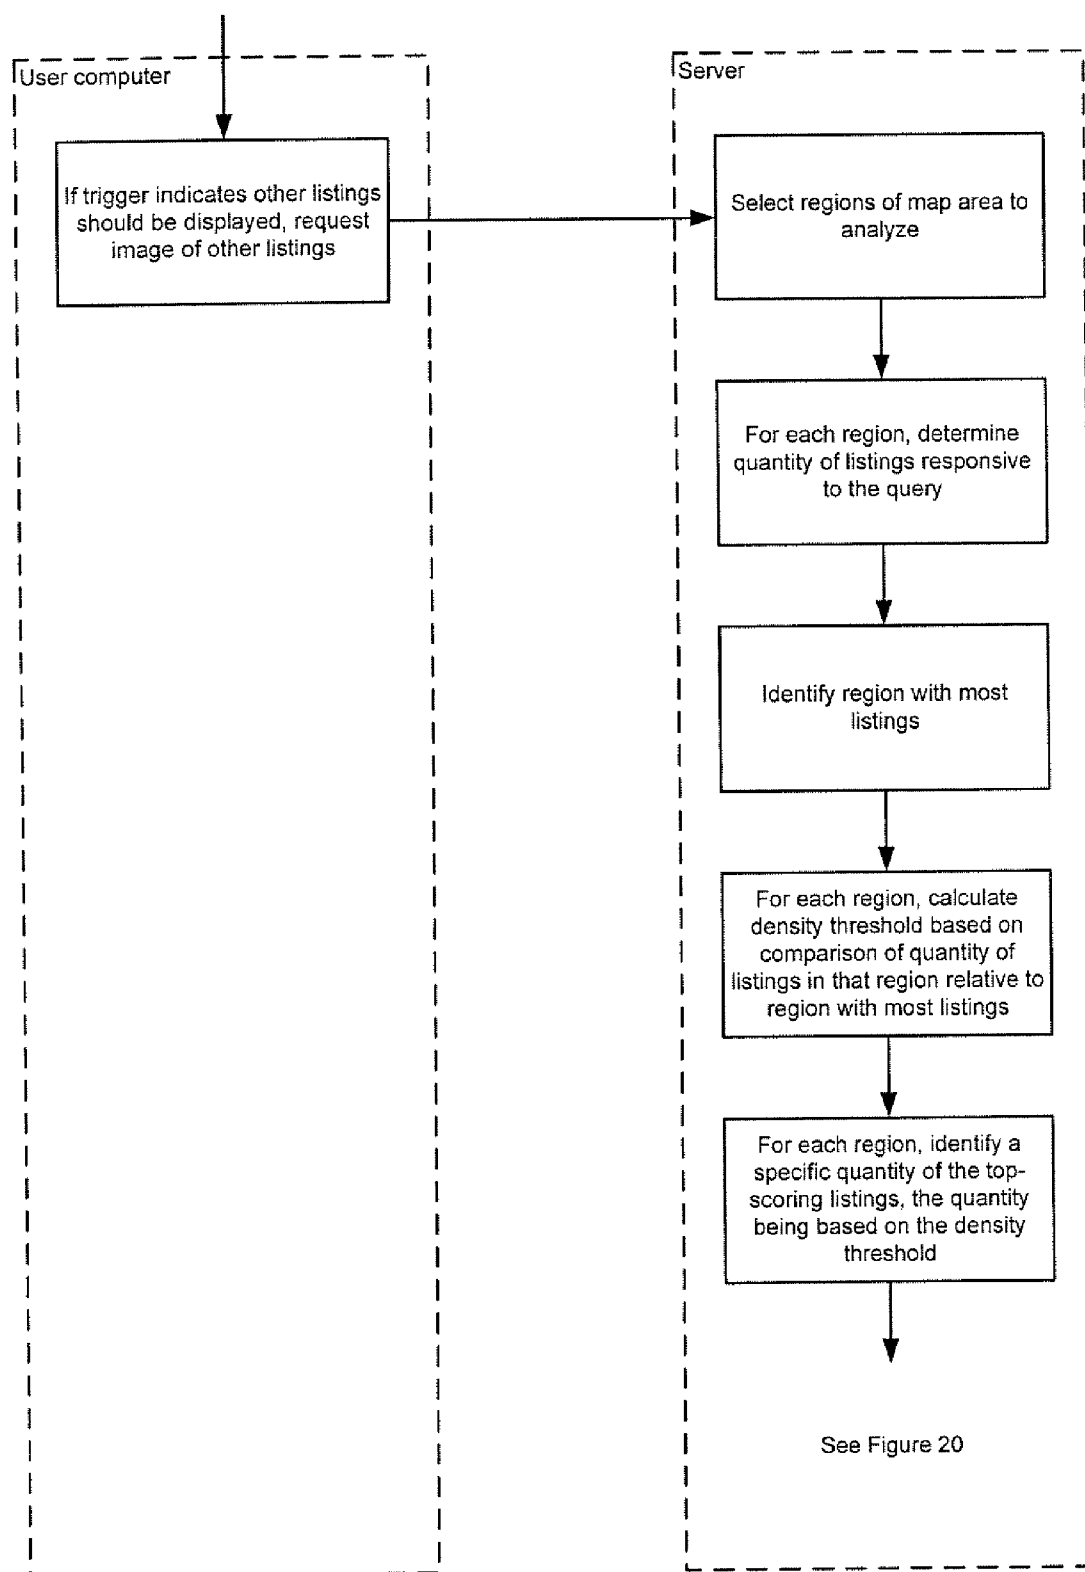 User computer
If trigger indicates other listings
should be displayed, request
image of other listings
Server
Select regions of map area to
analyze
For each region, determine
quantity of listings responsive
to the query
Identify region with most
listings
For each region, calculate
density threshold based on
comparison of quantity of
listings in that region relative to
region with most listings
For each region, identify a
specific quantity of the top-
scoring listings, the quantity
being based on the density
threshold
See Figure 20